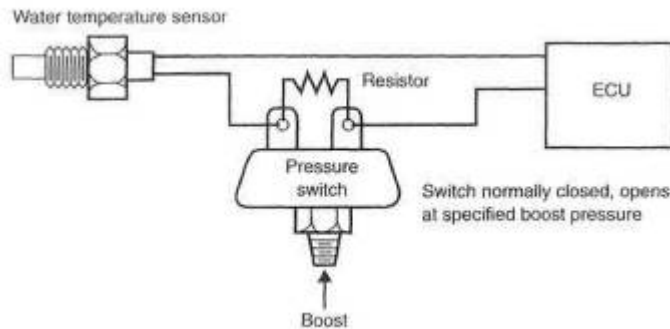 Water temperature sensor
Resistor
ECU
Pressure
switch
Switch normally closed, opens
at specified boost pressure
Boost